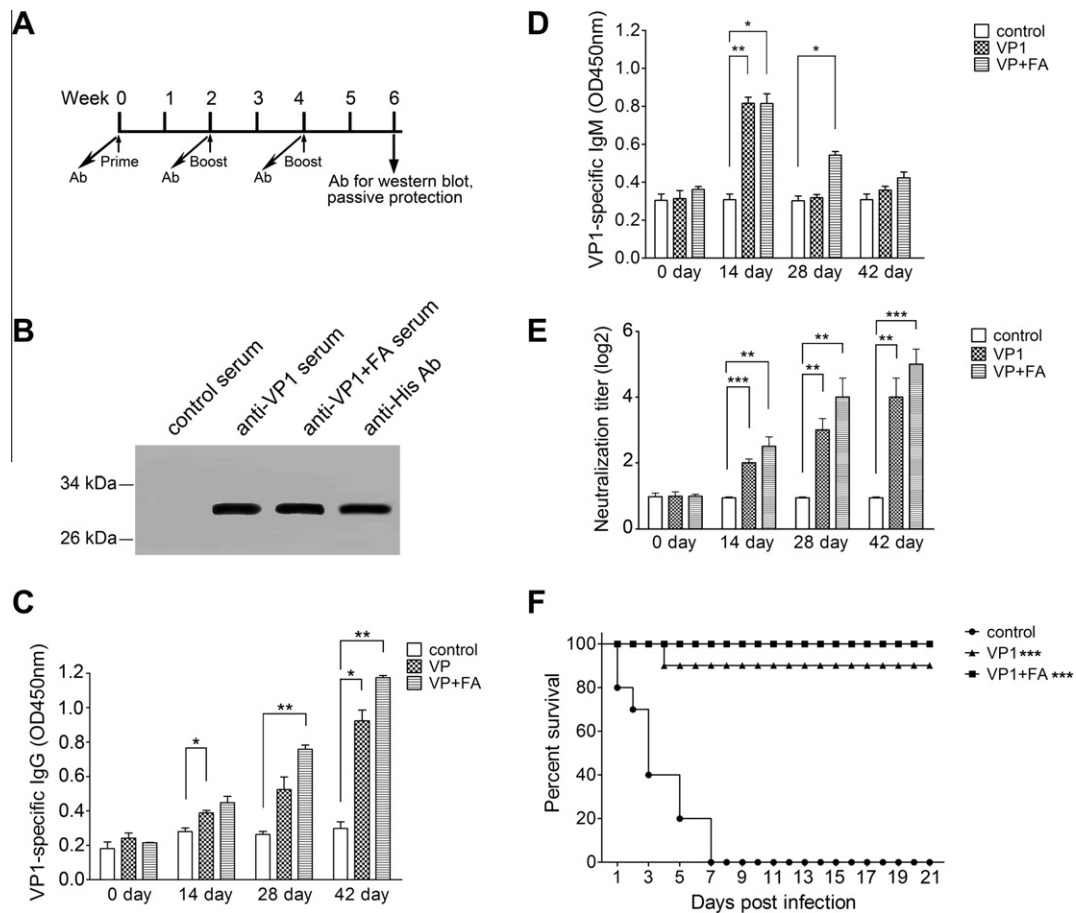 A
Week 0 1 2 3 4 5 6
Prime Boost Boost
Ab Ab Ab
Ab for western blot,
passive protection
B
control serum
anti-VP1 serum
anti-VP1+FA serum
anti-His Ab
34 kDa
26 kDa
C
VP1-specific IgG (OD450nm)
1.2
1.0
0.8
0.6
0.4
0.2
0.0
* ** * **
control
VP
VP+FA
0 day 14 day 28 day 42 day
D
VP1-specific IgM (OD450nm)
1.2
1.0
0.8
0.6
0.4
0.2
0.0
*
**
*
control
VP1
VP+FA
0 day 14 day 28 day 42 day
E
Neutralization titer (log2)
6
4
2
0
**
***
**
**
***
**
control
VP1
VP+FA
0 day 14 day 28 day 42 day
F
Percent survival
100
80
60
40
20
0
control
VP1 ***
VP1+FA ***
1 3 5 7 9 11 13 15 17 19 21
Days post infection